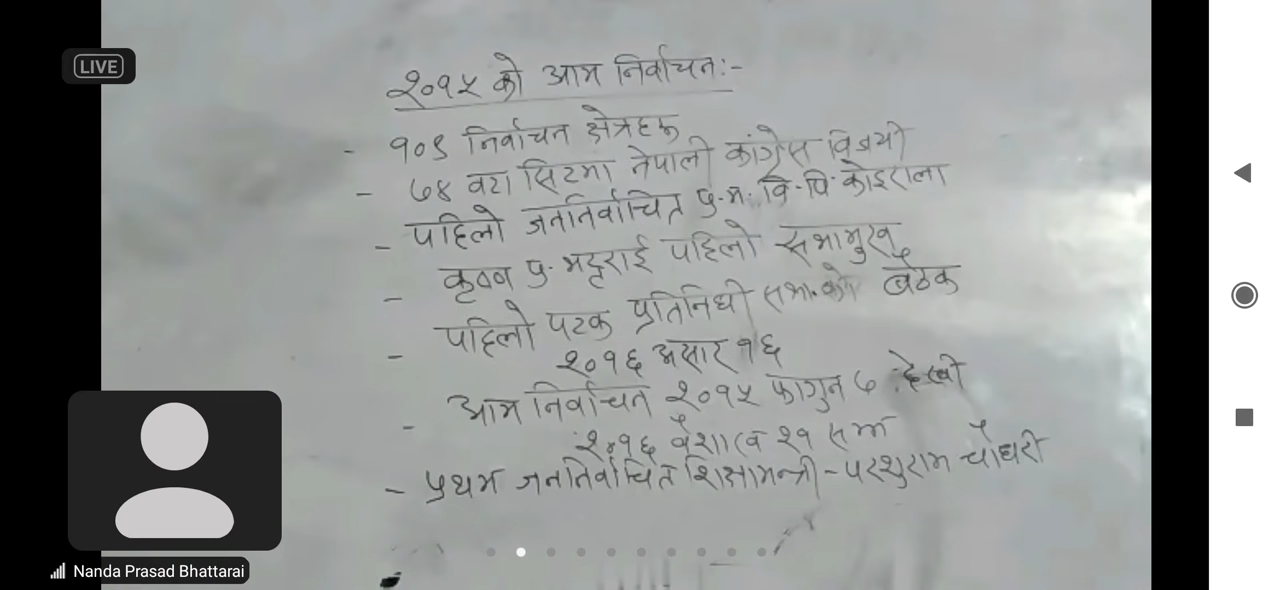 LIVE
२०१५ को आम निर्वाचन:-
- १०९ निर्वाचन क्षेत्रहरू
- ७४ वटा सिटमा नेपाली कांग्रेस विजयी
- पहिलो जननिर्वाचित प्र.म. वि.पि.कोइराला
- कृष्ण प्र. भट्टराई पहिलो सभामुख
- पहिलो पटक प्रतिनिधी सभाको बैठक
२०१६ असार १६
- आम निर्वाचन २०१५ फागुन ७ देखी
२०१६ वैशाख २१ सम्म
- प्रथम जननिर्वाचित शिक्षामन्त्री - परशुराम चौधरी
Nanda Prasad Bhattarai